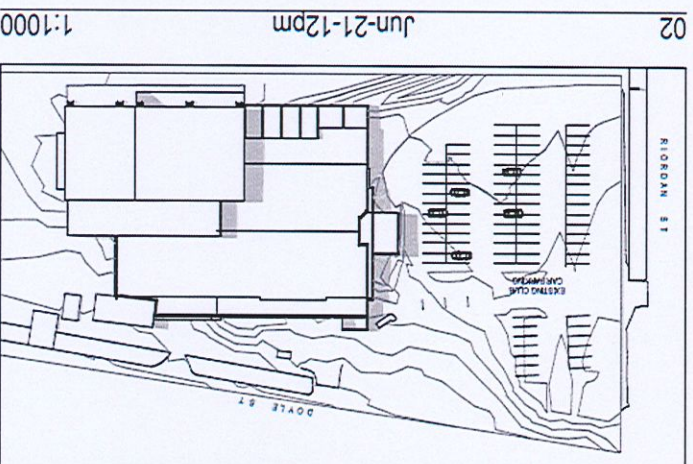 02
Jun-21-12pm
1:1000
RIORDAN ST
EXISTING CLUB
CARPARKING
DOYLE ST